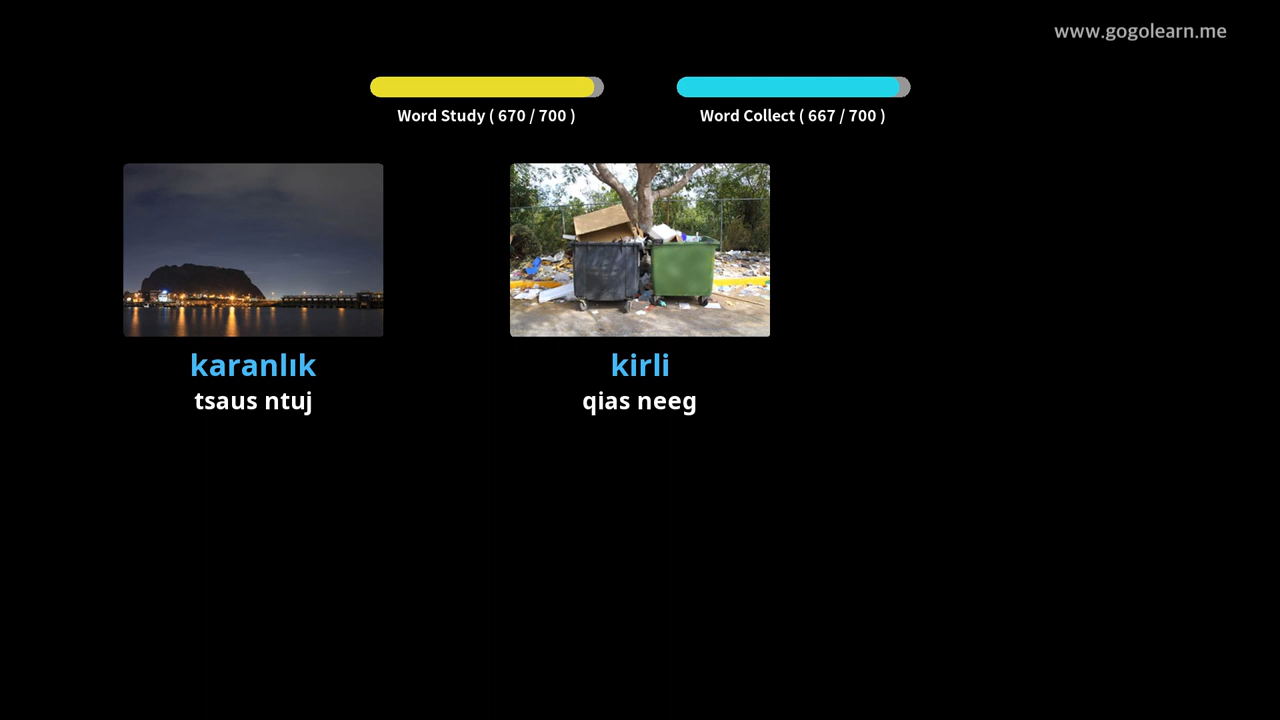 www.gogolearn.me
Word Study ( 670 / 700 )
Word Collect ( 667 / 700 )
karanlık
tsaus ntuj
kirli
qias neeg